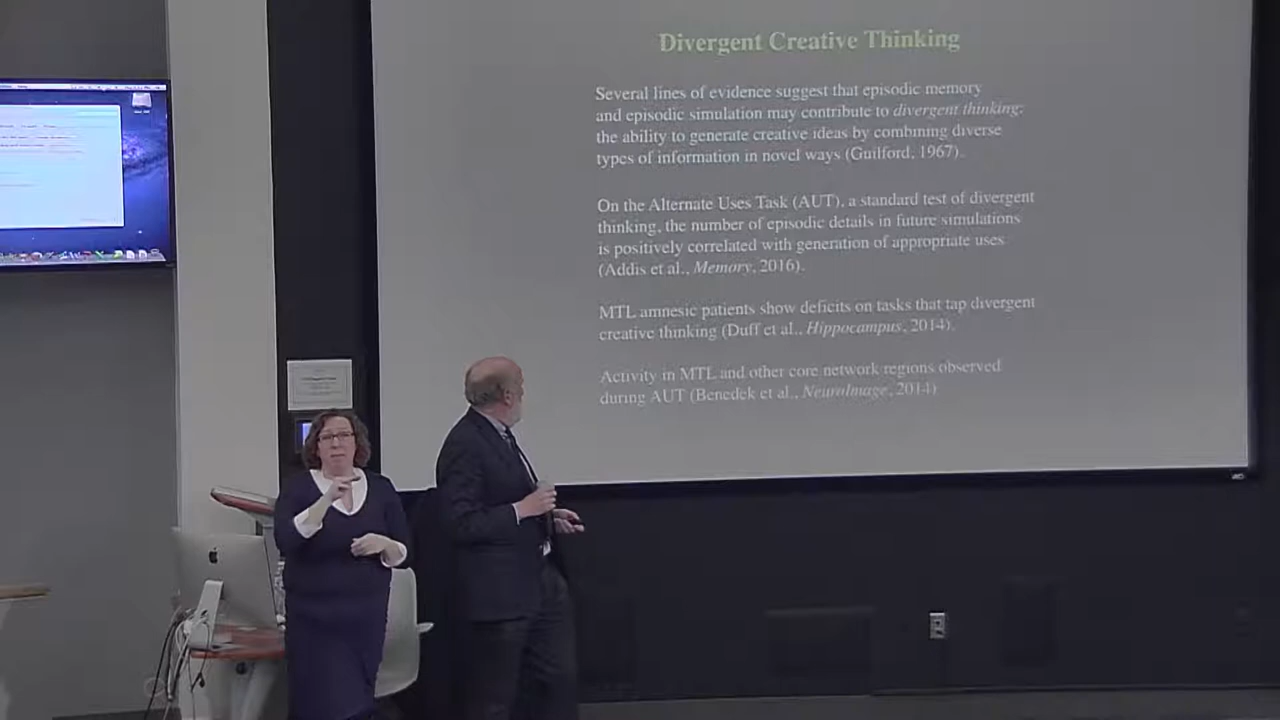 Divergent Creative Thinking
Several lines of evidence suggest that episodic memory
and episodic simulation may contribute to divergent thinking:
the ability to generate creative ideas by combining diverse
types of information in novel ways (Guilford, 1967).
On the Alternate Uses Task (AUT), a standard test of divergent
thinking, the number of episodic details in future simulations
is positively correlated with generation of appropriate uses
(Addis et al., Memory, 2016).
MTL amnesic patients show deficits on tasks that tap divergent
creative thinking (Duff et al., Hippocampus, 2014).
Activity in MTL and other core network regions observed
during AUT (Benedek et al., NeuroImage, 2014)